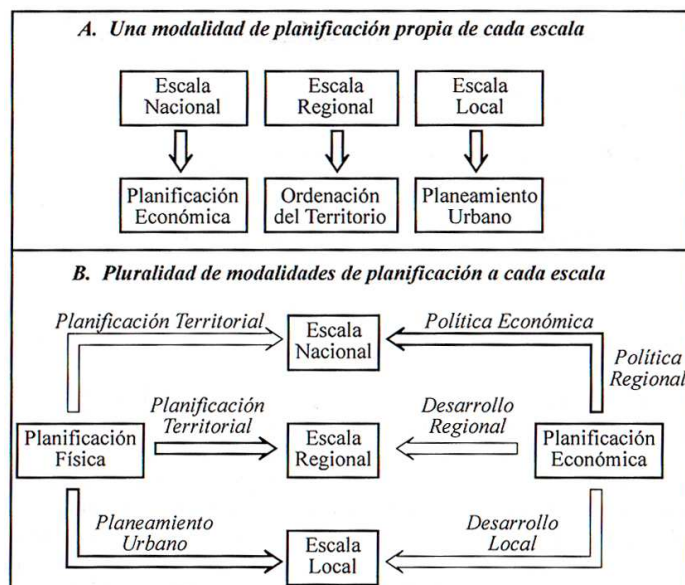 A. Una modalidad de planificación propia de cada escala
Escala
Nacional
Escala
Regional
Escala
Local
Planificación
Económica
Ordenación
del Territorio
Planeamiento
Urbano
B. Pluralidad de modalidades de planificación a cada escala
Planificación Territorial
Escala
Nacional
Política Económica
Política
Regional
Planificación
Física
Planificación
Territorial
Escala
Regional
Desarrollo
Regional
Planificación
Económica
Planeamiento
Urbano
Escala
Local
Desarrollo
Local